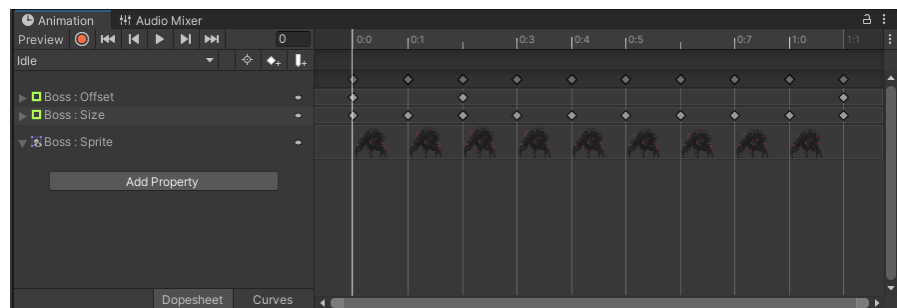 Animation Audio Mixer
Preview 0 0:0 0:1 0:3 0:4 0:5 0:7 1:0 1:1
Idle
Boss : Offset
Boss : Size
Boss : Sprite
Add Property
Dopesheet Curves